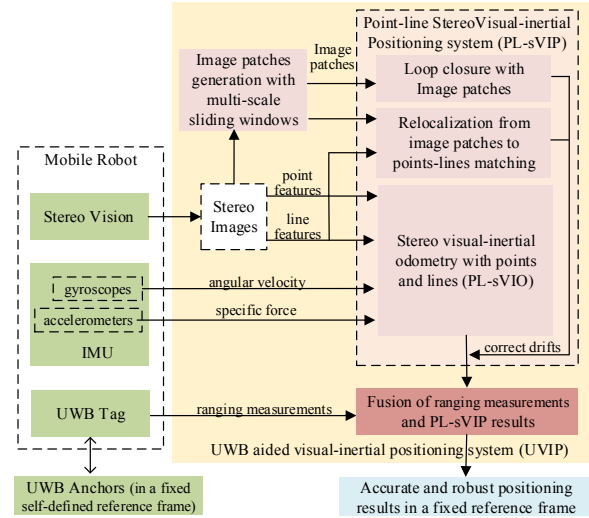 Point-line StereoVisual-inertial
Positioning system (PL-sVIP)
Image patches
generation with
multi-scale
sliding windows
Image
patches
Loop closure with
Image patches
Relocalization from
image patches to
points-lines matching
Mobile Robot
Stereo Vision
Stereo
Images
point
features
line
features
Stereo visual-inertial
odometry with points
and lines (PL-sVIO)
gyroscopes
angular velocity
accelerometers
specific force
IMU
correct drifts
UWB Tag
ranging measurements
Fusion of ranging measurements
and PL-sVIP results
UWB aided visual-inertial positioning system (UVIP)
UWB Anchors (in a fixed
self-defined reference frame)
Accurate and robust positioning
results in a fixed reference frame